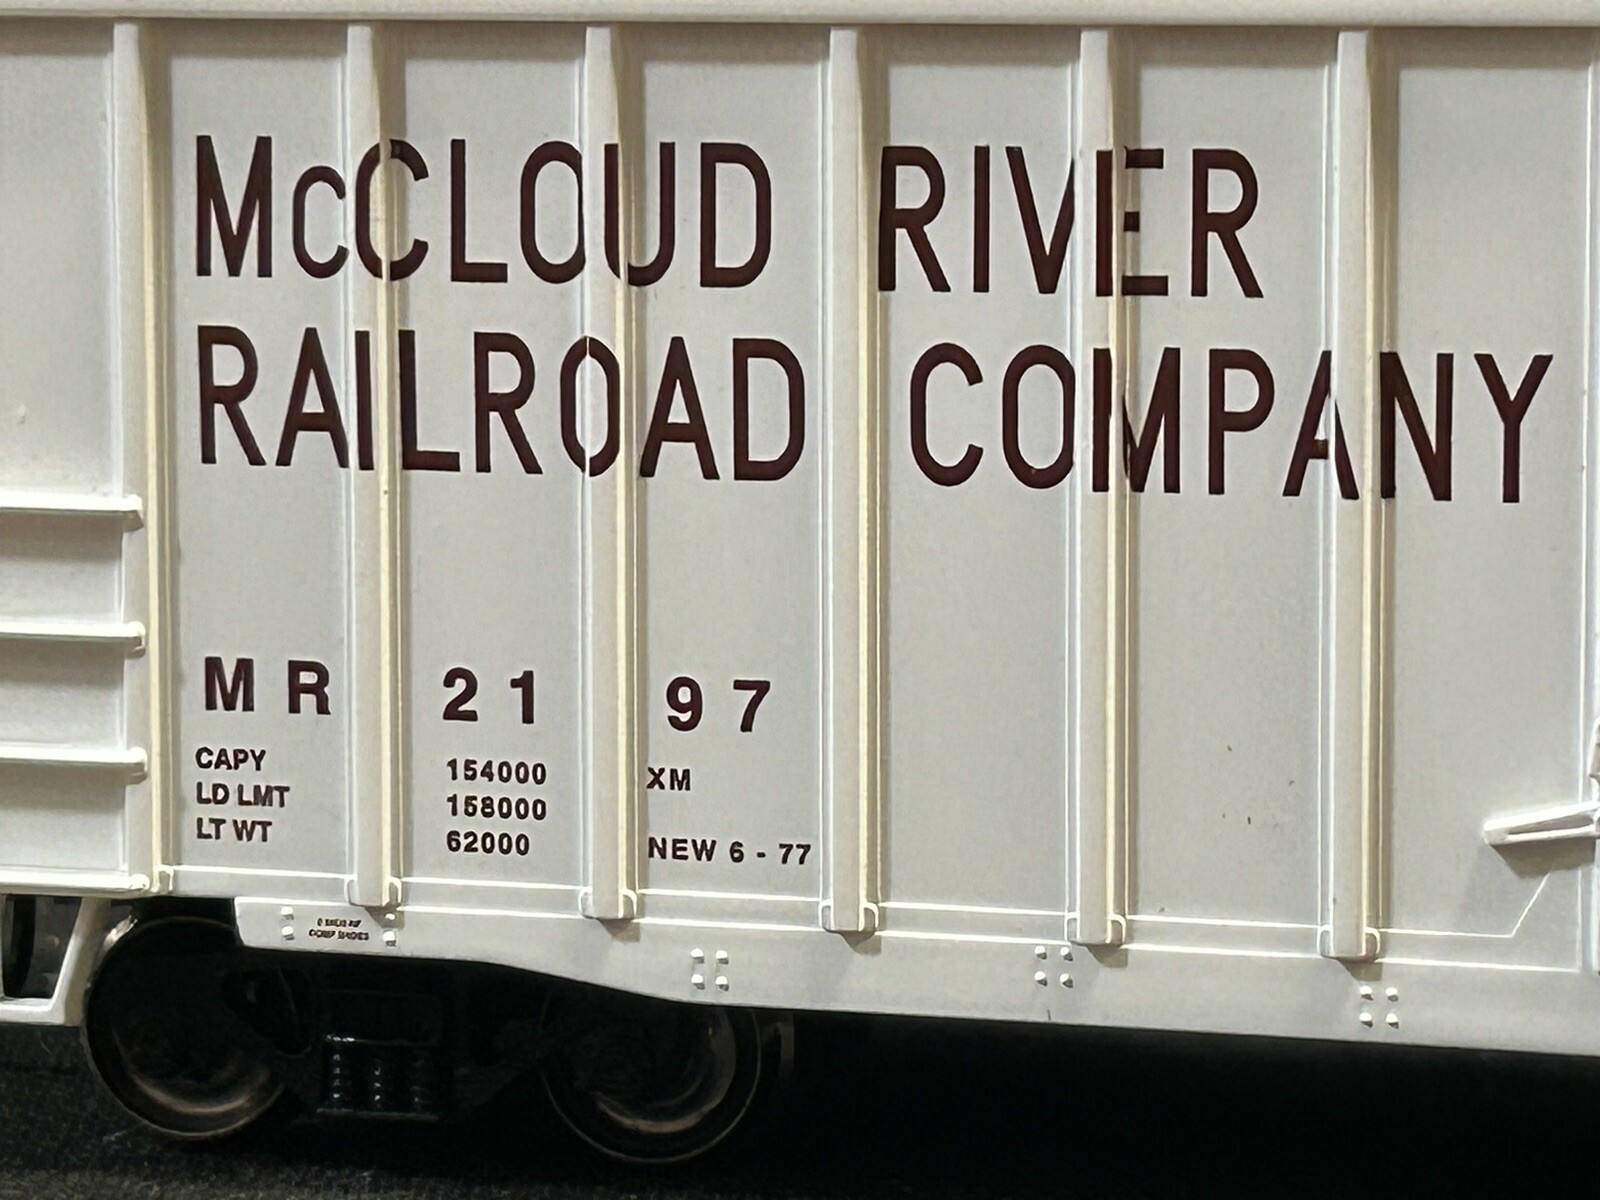 McCLOUD RIVER
RAILROAD COMPANY
MR 21 97
CAPY 154000 XM
LD LMT 158000
LT WT 62000 NEW 6 - 77